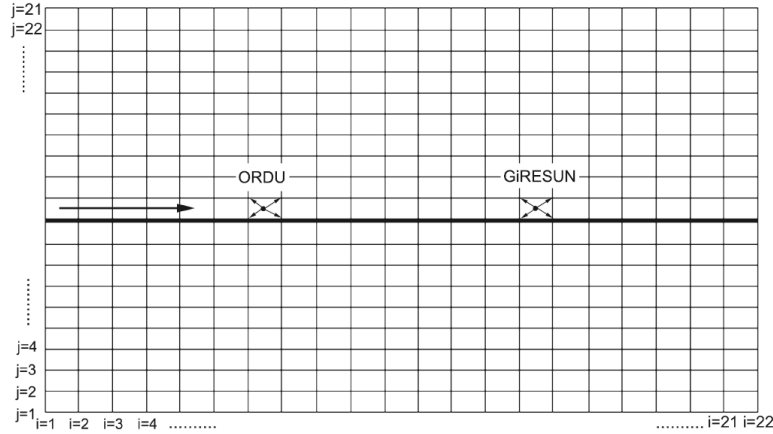 j=21
j=22
ORDU
GiRESUN
j=4
j=3
j=2
j=1
i=1 i=2 i=3 i=4 .......... .......... i=21 i=22